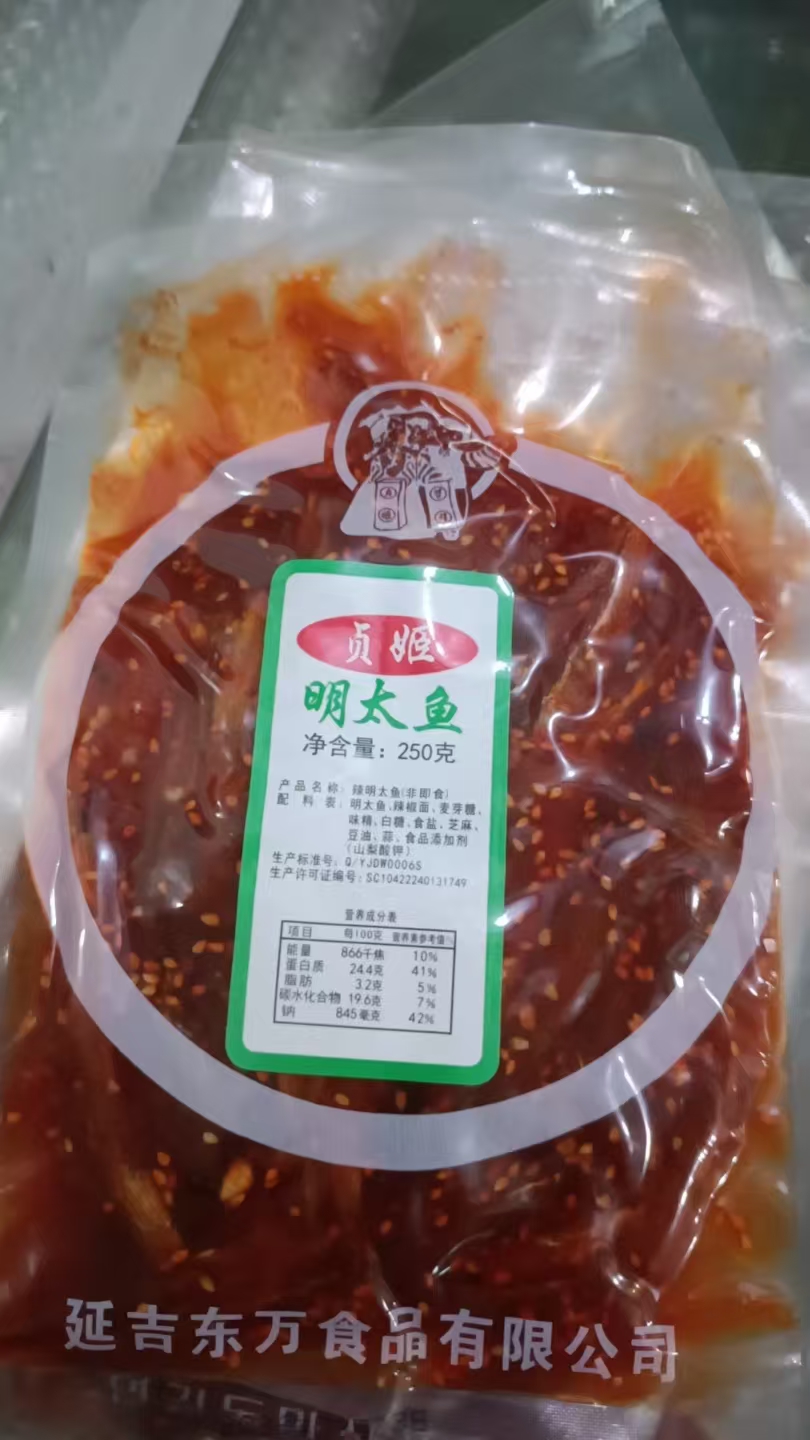 贞姬
明太鱼
净含量：250克
产品名称：辣明太鱼(非即食)
配料表：明太鱼、辣椒面、麦芽糖、
味精、白糖、食盐、芝麻、
豆油、蒜、食品添加剂
（山梨酸钾）
生产标准号：Q/YJDW0006S
生产许可证编号：SC10422240131749
营养成分表
项目 每100克 营养素参考值%
能量 866千焦 10%
蛋白质 24.4克 41%
脂肪 3.2克 5%
碳水化合物 19.6克 7%
钠 845毫克 42%
延吉东万食品有限公司